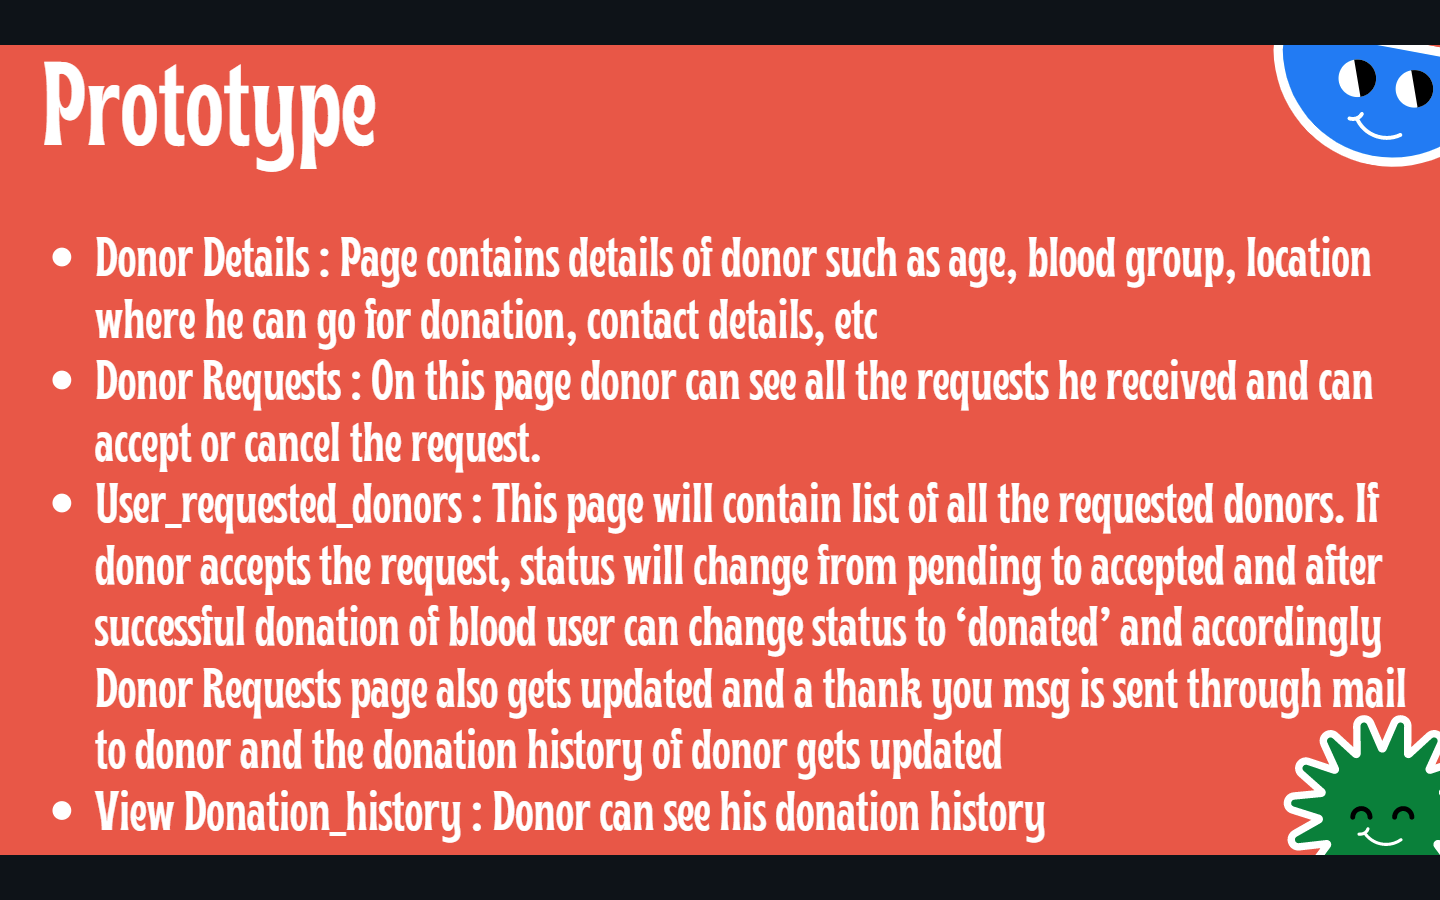 Prototype
• Donor Details : Page contains details of donor such as age, blood group, location
where he can go for donation, contact details, etc
• Donor Requests : On this page donor can see all the requests he received and can
accept or cancel the request.
• User_requested_donors : This page will contain list of all the requested donors. If
donor accepts the request, status will change from pending to accepted and after
successful donation of blood user can change status to ‘donated’ and accordingly
Donor Requests page also gets updated and a thank you msg is sent through mail
to donor and the donation history of donor gets updated
• View Donation_history : Donor can see his donation history